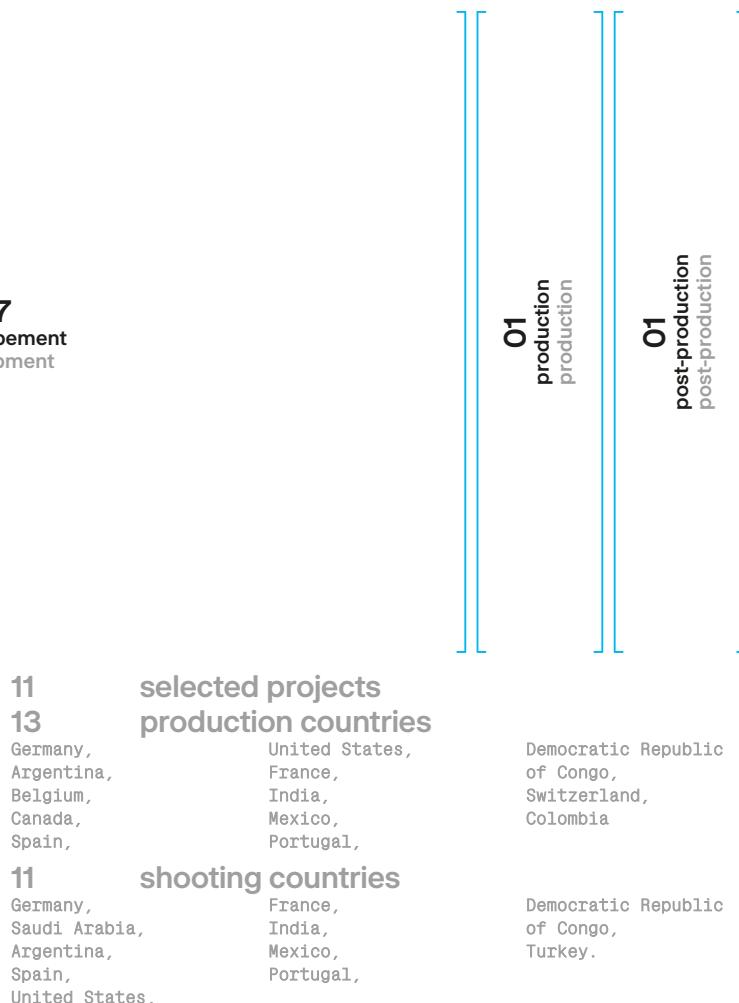 7
pement
pment
01
production
production
01
post-production
post-production
11 selected projects
13 production countries
Germany,
Argentina,
Belgium,
Canada,
Spain,
United States,
France,
India,
Mexico,
Portugal,
Democratic Republic
of Congo,
Switzerland,
Colombia
11 shooting countries
Germany,
Saudi Arabia,
Argentina,
Spain,
United States,
France,
India,
Mexico,
Portugal,
Democratic Republic
of Congo,
Turkey.